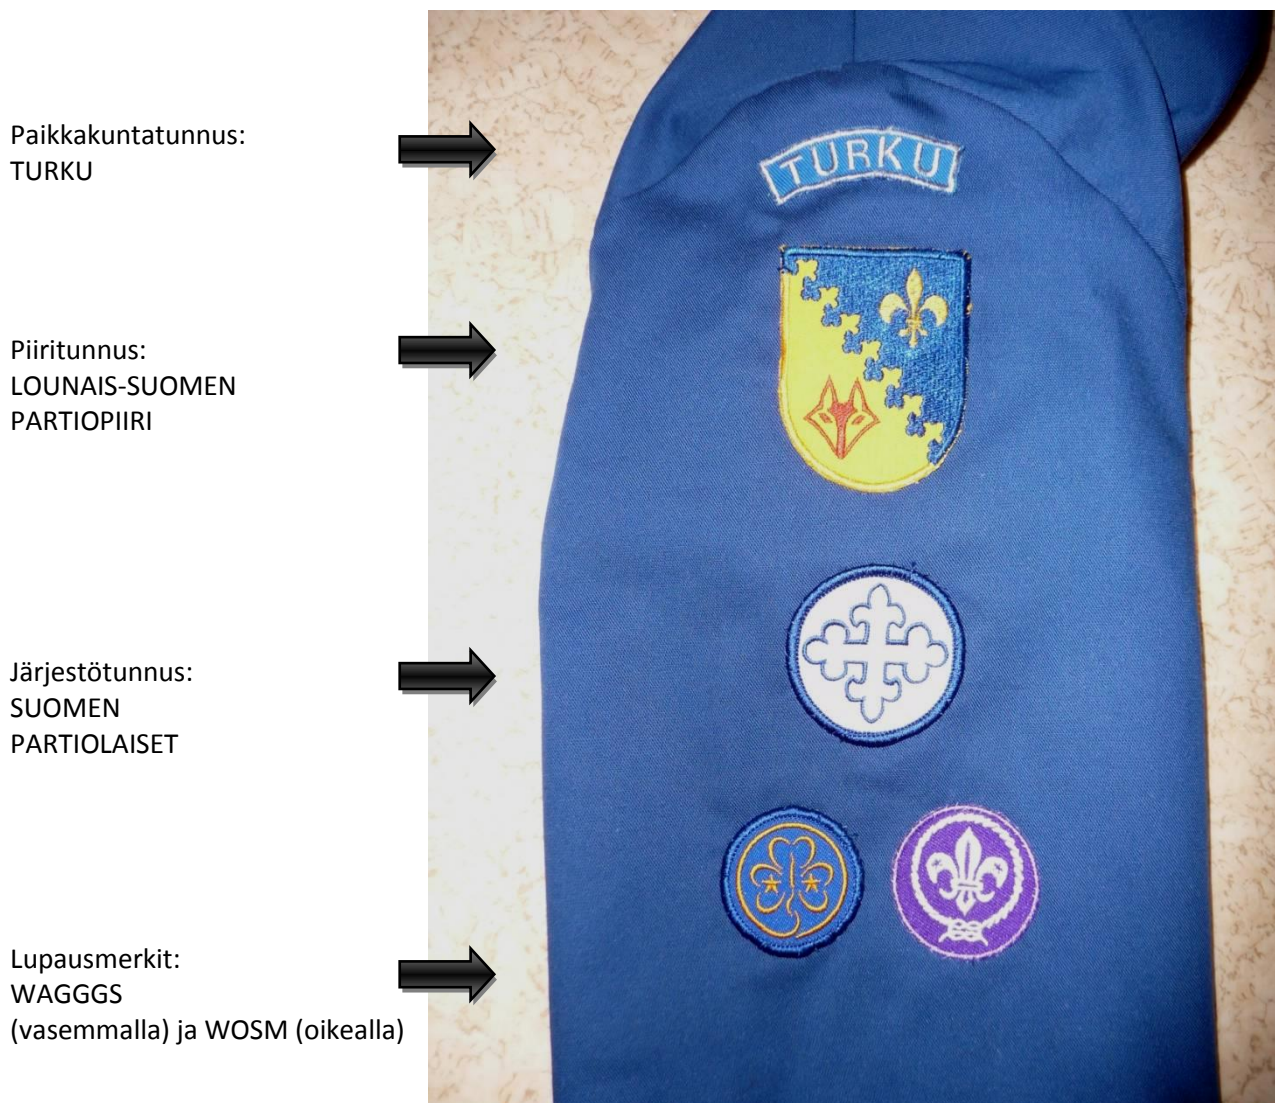 Paikkakuntatunnus:
TURKU
TURKU
Piiritunnus:
LOUNAIS-SUOMEN
PARTIOPIIRI
Järjestötunnus:
SUOMEN
PARTIOLAISET
Lupausmerkit:
WAGGGS
(vasemmalla) ja WOSM (oikealla)